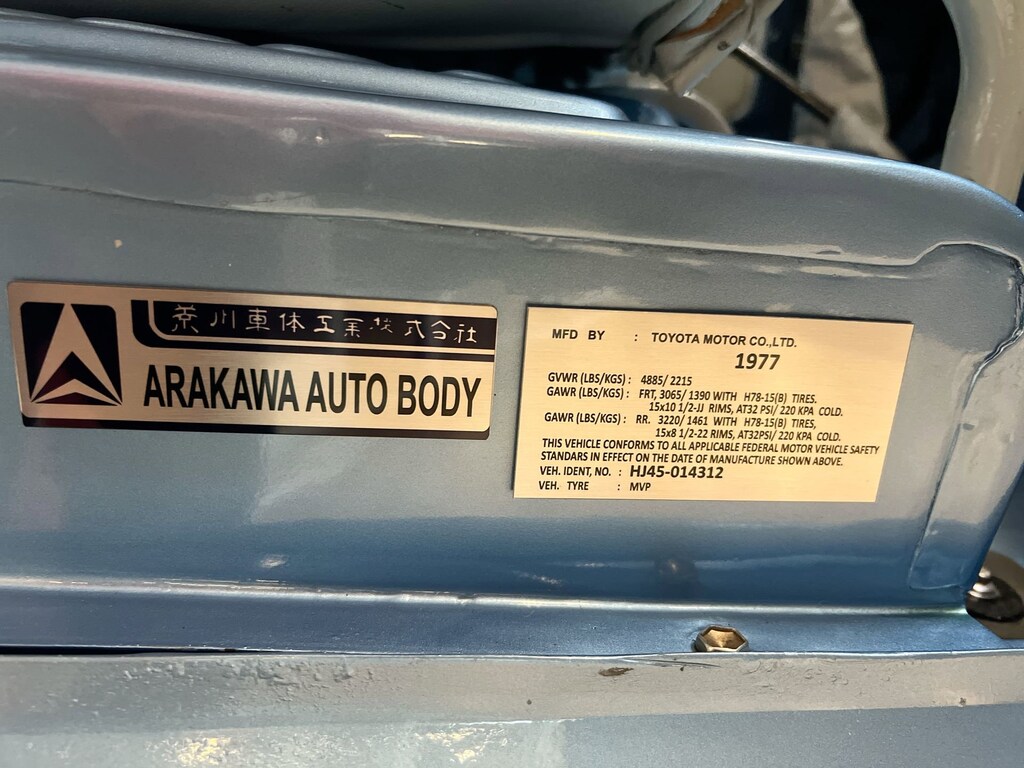 荒川車体工業株式会社
ARAKAWA AUTO BODY
MFD BY : TOYOTA MOTOR CO.,LTD.
1977
GVWR (LBS/KGS) : 4885/ 2215
GAWR (LBS/KGS) : FRT, 3065/ 1390 WITH H78-15(B) TIRES.
15x10 1/2-JJ RIMS, AT32 PSI/ 220 KPA COLD.
GAWR (LBS/KGS) : RR. 3220/ 1461 WITH H78-15(B) TIRES,
15x8 1/2-22 RIMS, AT32PSI/ 220 KPA COLD.
THIS VEHICLE CONFORMS TO ALL APPLICABLE FEDERAL MOTOR VEHICLE SAFETY
STANDARS IN EFFECT ON THE DATE OF MANUFACTURE SHOWN ABOVE.
VEH. IDENT, NO. : HJ45-014312
VEH. TYRE : MVP